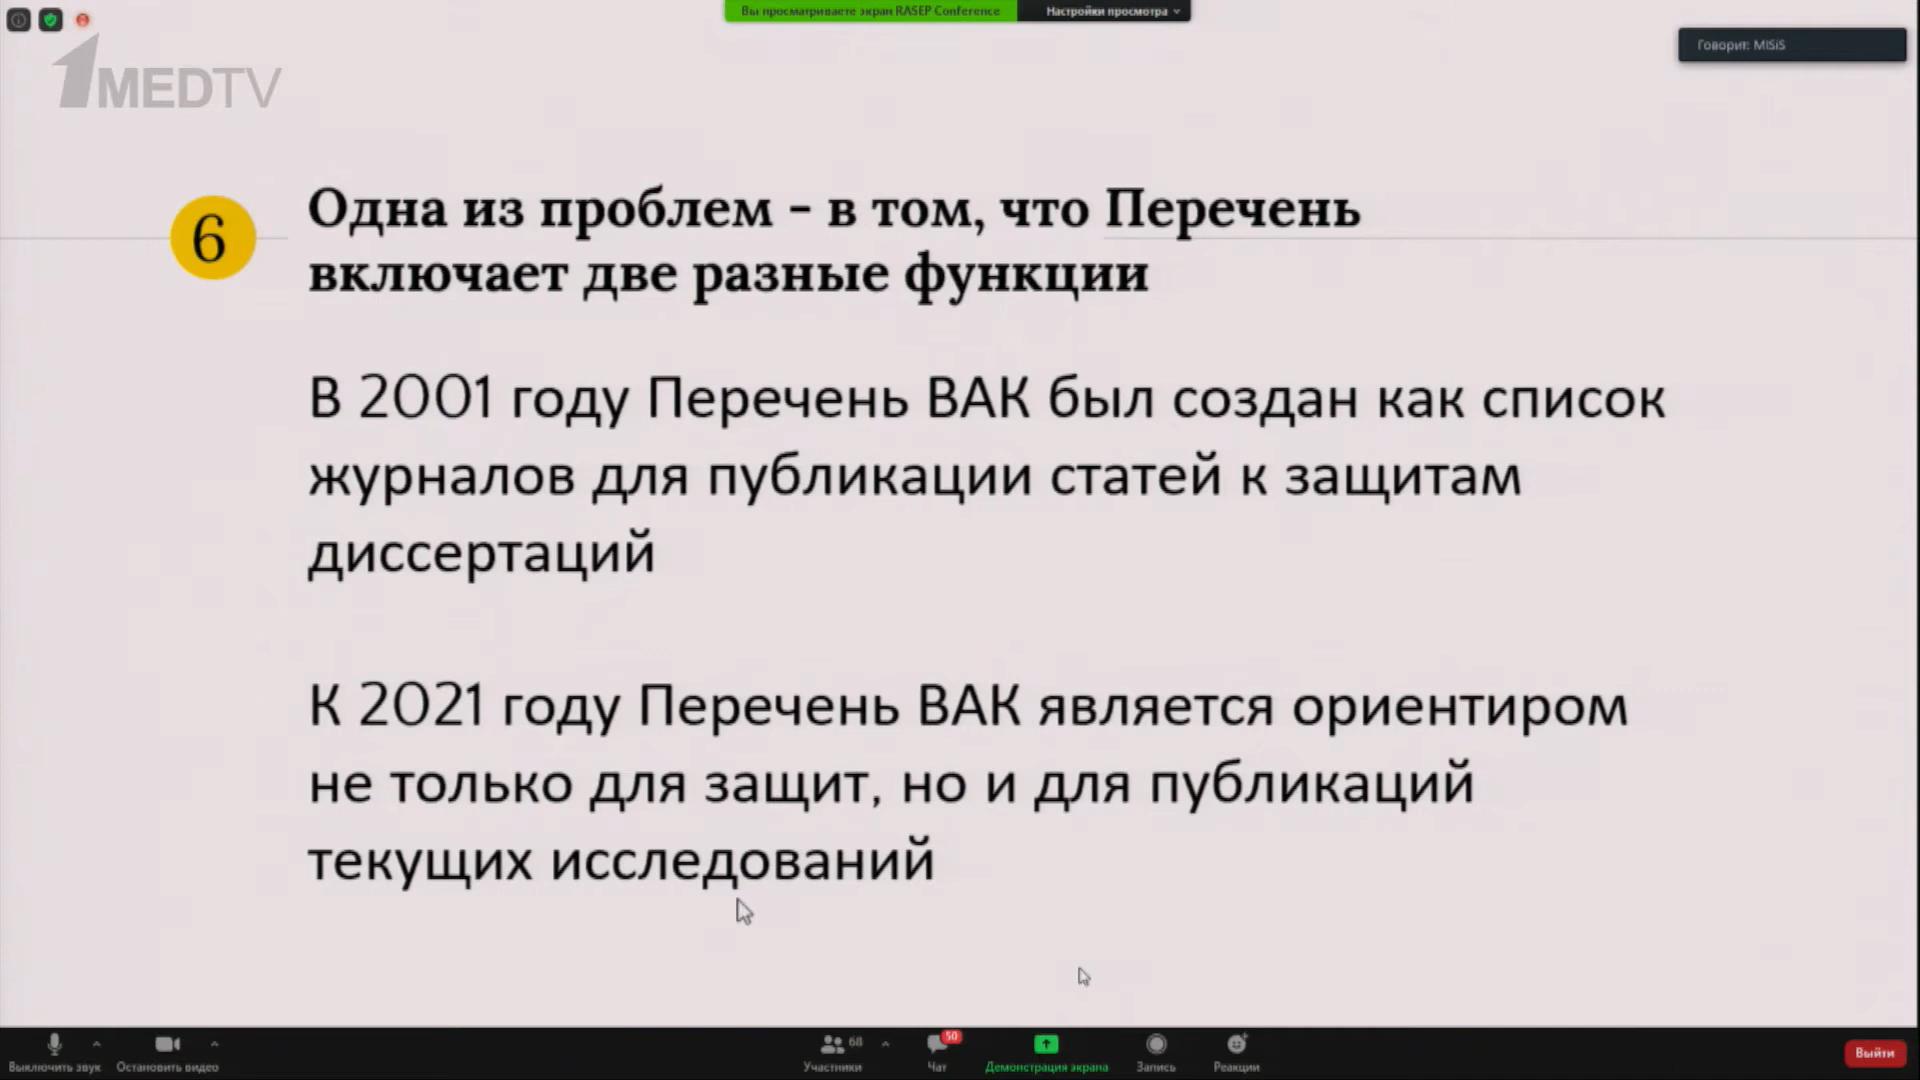 Вы просматриваете экран RASEP Conference
Настройки просмотра
Говорит: MISiS
1MEDTV
6
Одна из проблем - в том, что Перечень
включает две разные функции
В 2001 году Перечень ВАК был создан как список
журналов для публикации статей к защитам
диссертаций
К 2021 году Перечень ВАК является ориентиром
не только для защит, но и для публикаций
текущих исследований
Выключить звук
Остановить видео
68
Участники
50
Чат
Демонстрация экрана
Запись
Реакции
Выйти